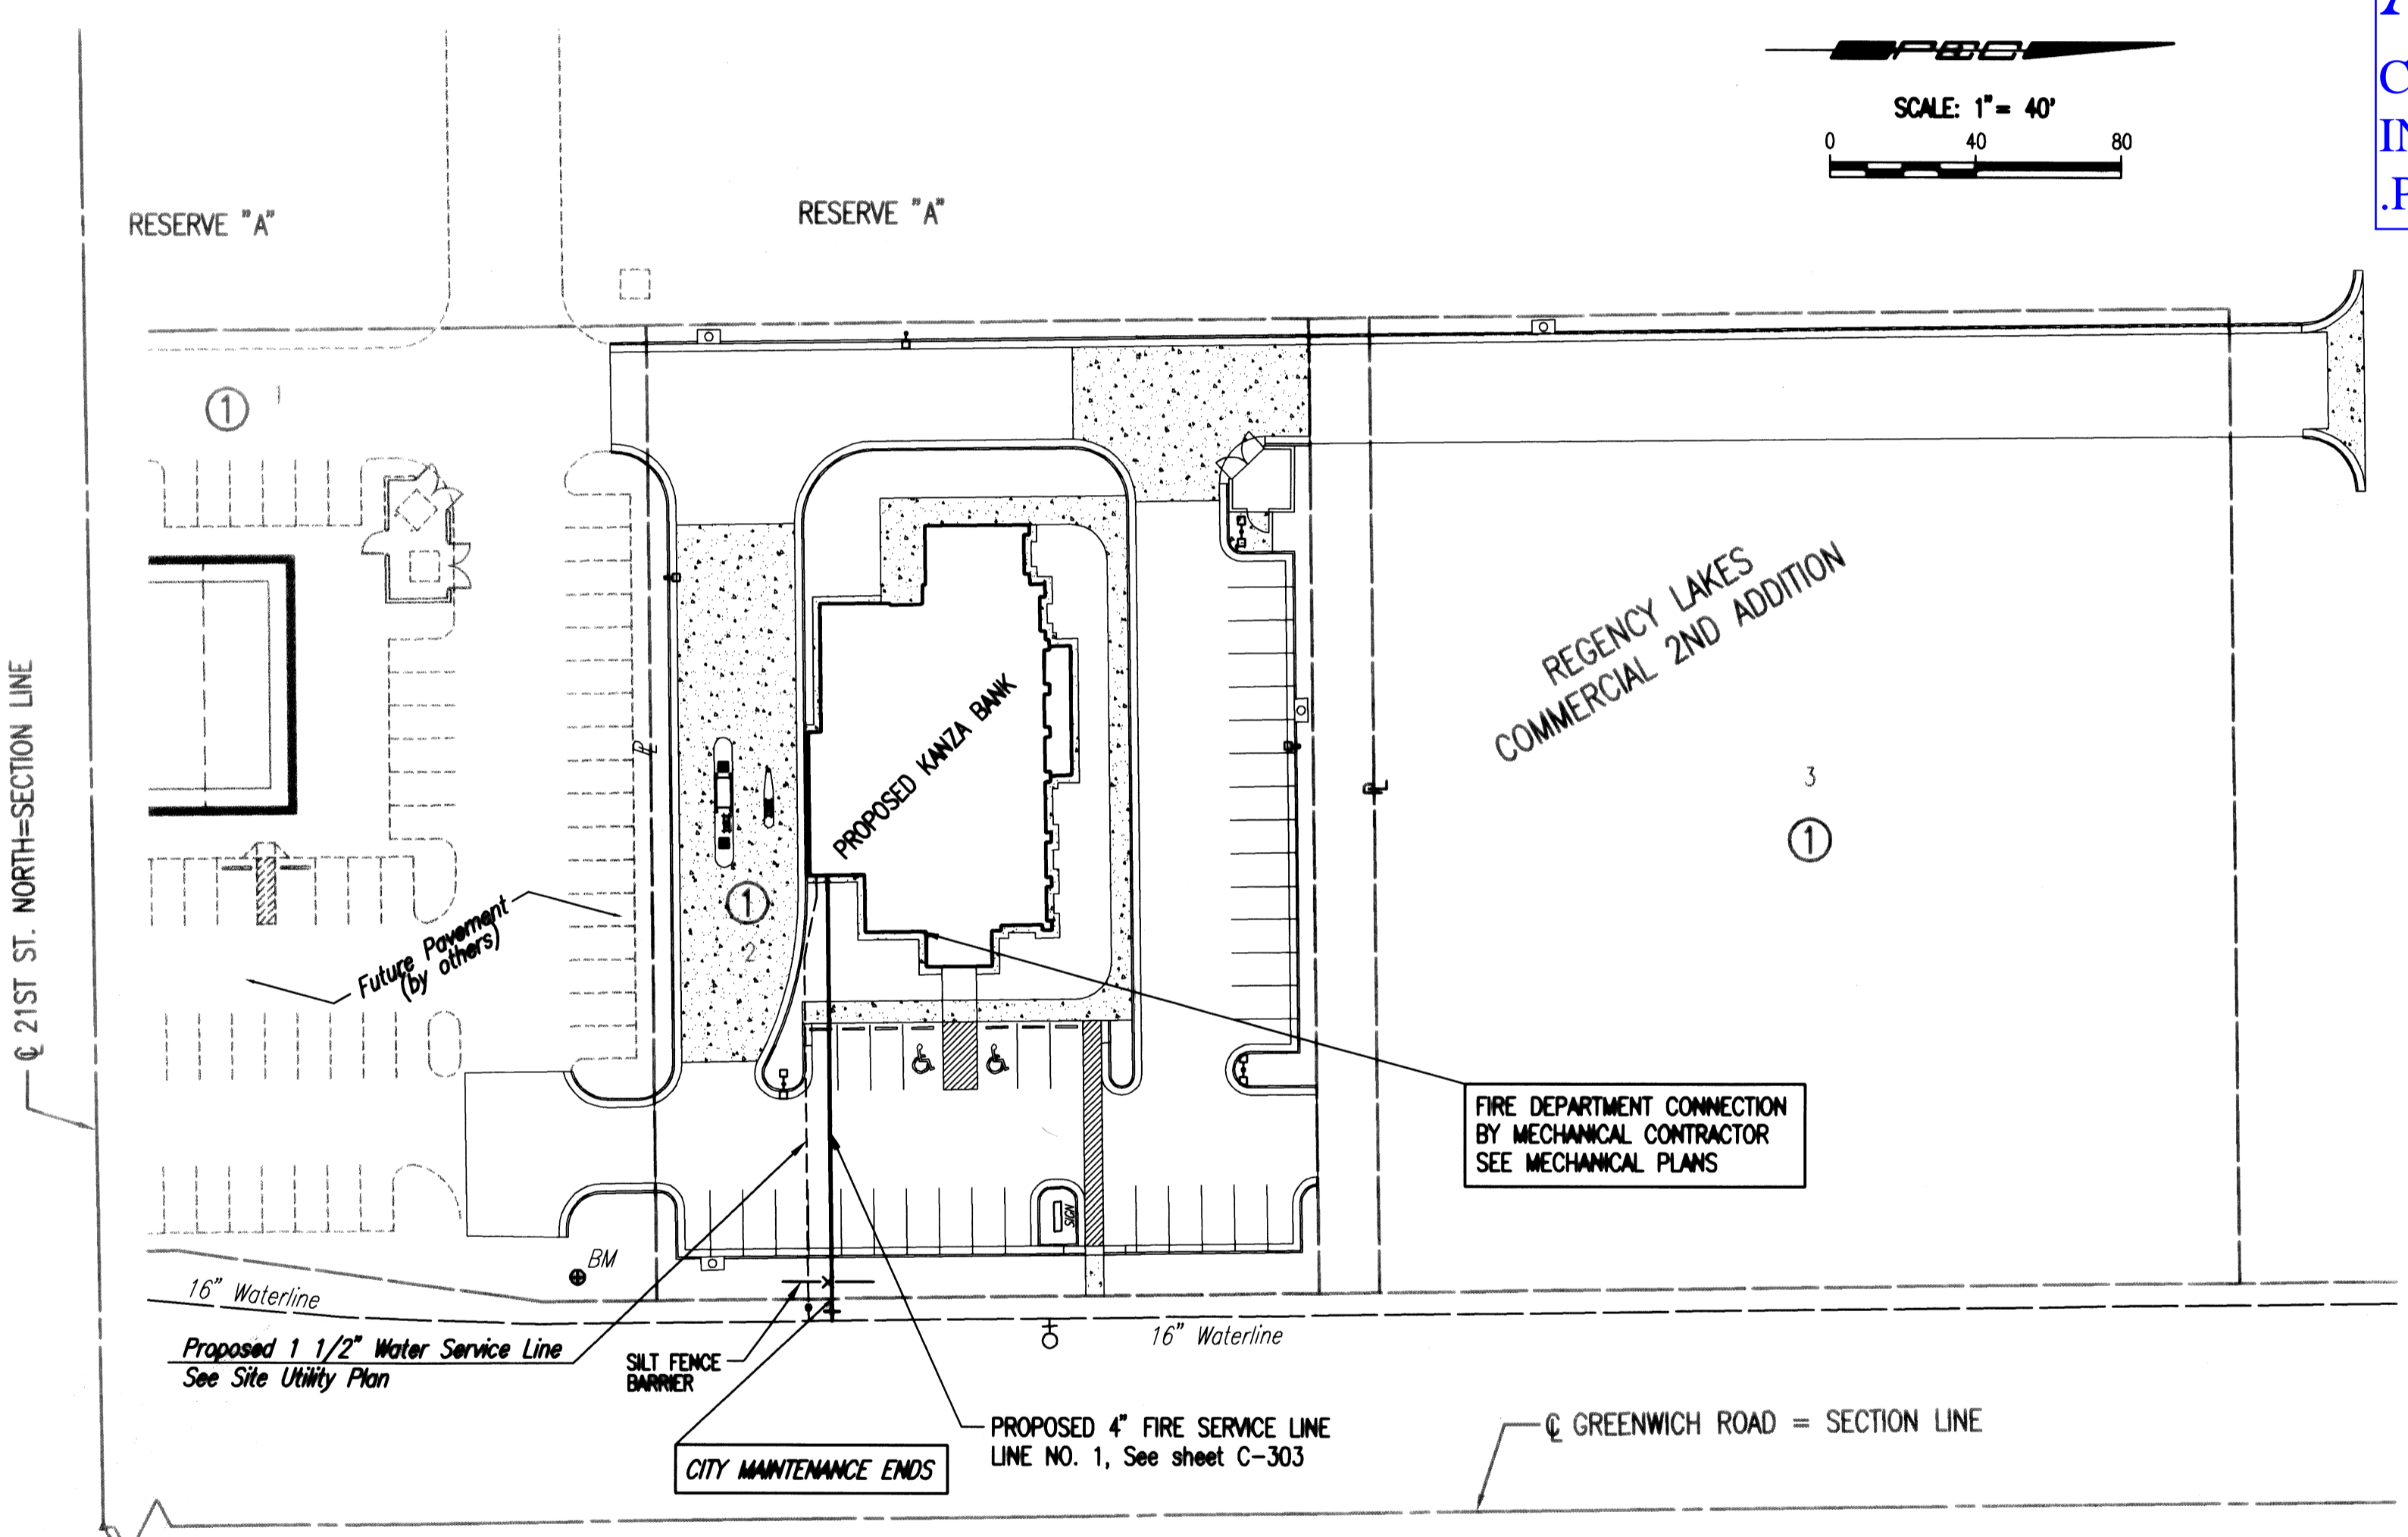 PEC
SCALE: 1"= 40'
0 40 80
RESERVE "A"
RESERVE "A"
1
1
REGENCY LAKES
COMMERCIAL 2ND ADDITION
3
1
PROPOSED KANZA BANK
1
2
℄ 21ST ST. NORTH=SECTION LINE
Future Pavement
(by others)
FIRE DEPARTMENT CONNECTION
BY MECHANICAL CONTRACTOR
SEE MECHANICAL PLANS
SIGN
BM
16" Waterline
16" Waterline
Proposed 1 1/2" Water Service Line
See Site Utility Plan
SILT FENCE
BARRIER
CITY MAINTENANCE ENDS
PROPOSED 4" FIRE SERVICE LINE
LINE NO. 1, See sheet C-303
℄ GREENWICH ROAD = SECTION LINE